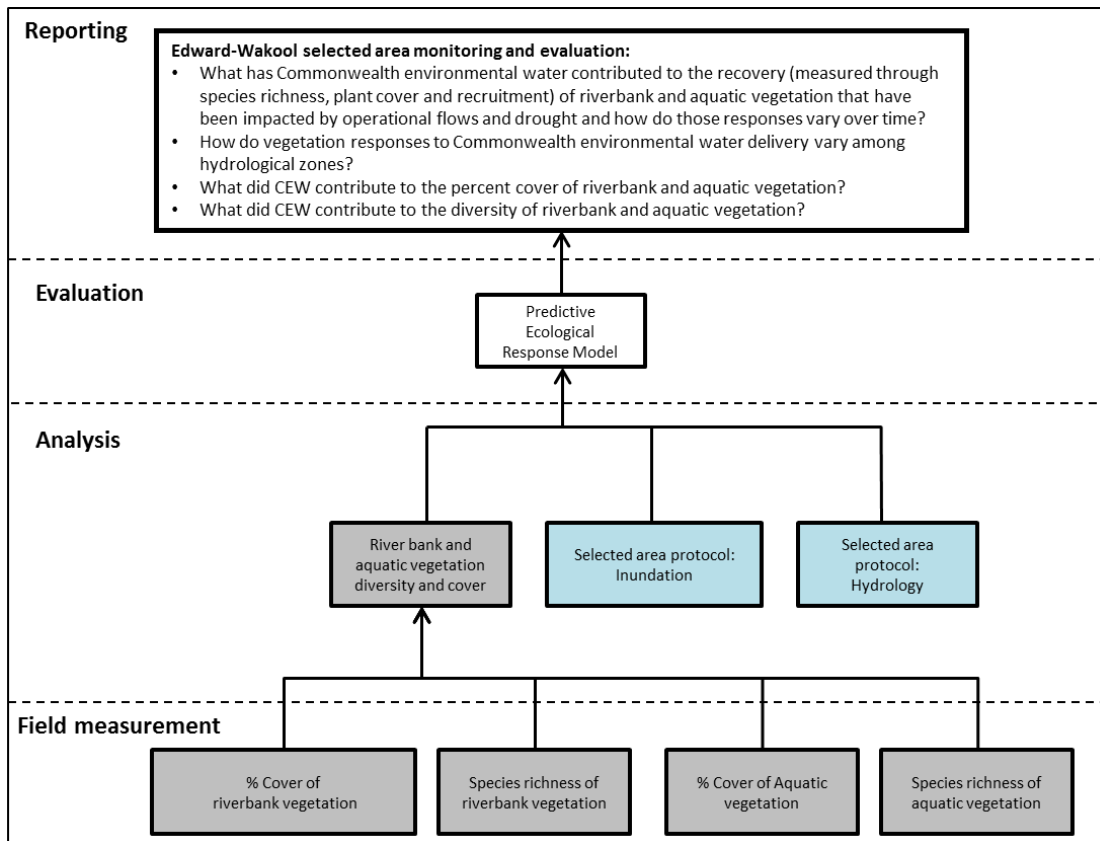 Reporting
Edward-Wakool selected area monitoring and evaluation:
• What has Commonwealth environmental water contributed to the recovery (measured through
species richness, plant cover and recruitment) of riverbank and aquatic vegetation that have
been impacted by operational flows and drought and how do those responses vary over time?
• How do vegetation responses to Commonwealth environmental water delivery vary among
hydrological zones?
• What did CEW contribute to the percent cover of riverbank and aquatic vegetation?
• What did CEW contribute to the diversity of riverbank and aquatic vegetation?
Evaluation
Predictive
Ecological
Response Model
Analysis
River bank and
aquatic vegetation
diversity and cover
Selected area protocol:
Inundation
Selected area
protocol:
Hydrology
Field measurement
% Cover of
riverbank vegetation
Species richness of
riverbank vegetation
% Cover of Aquatic
vegetation
Species richness of
aquatic vegetation